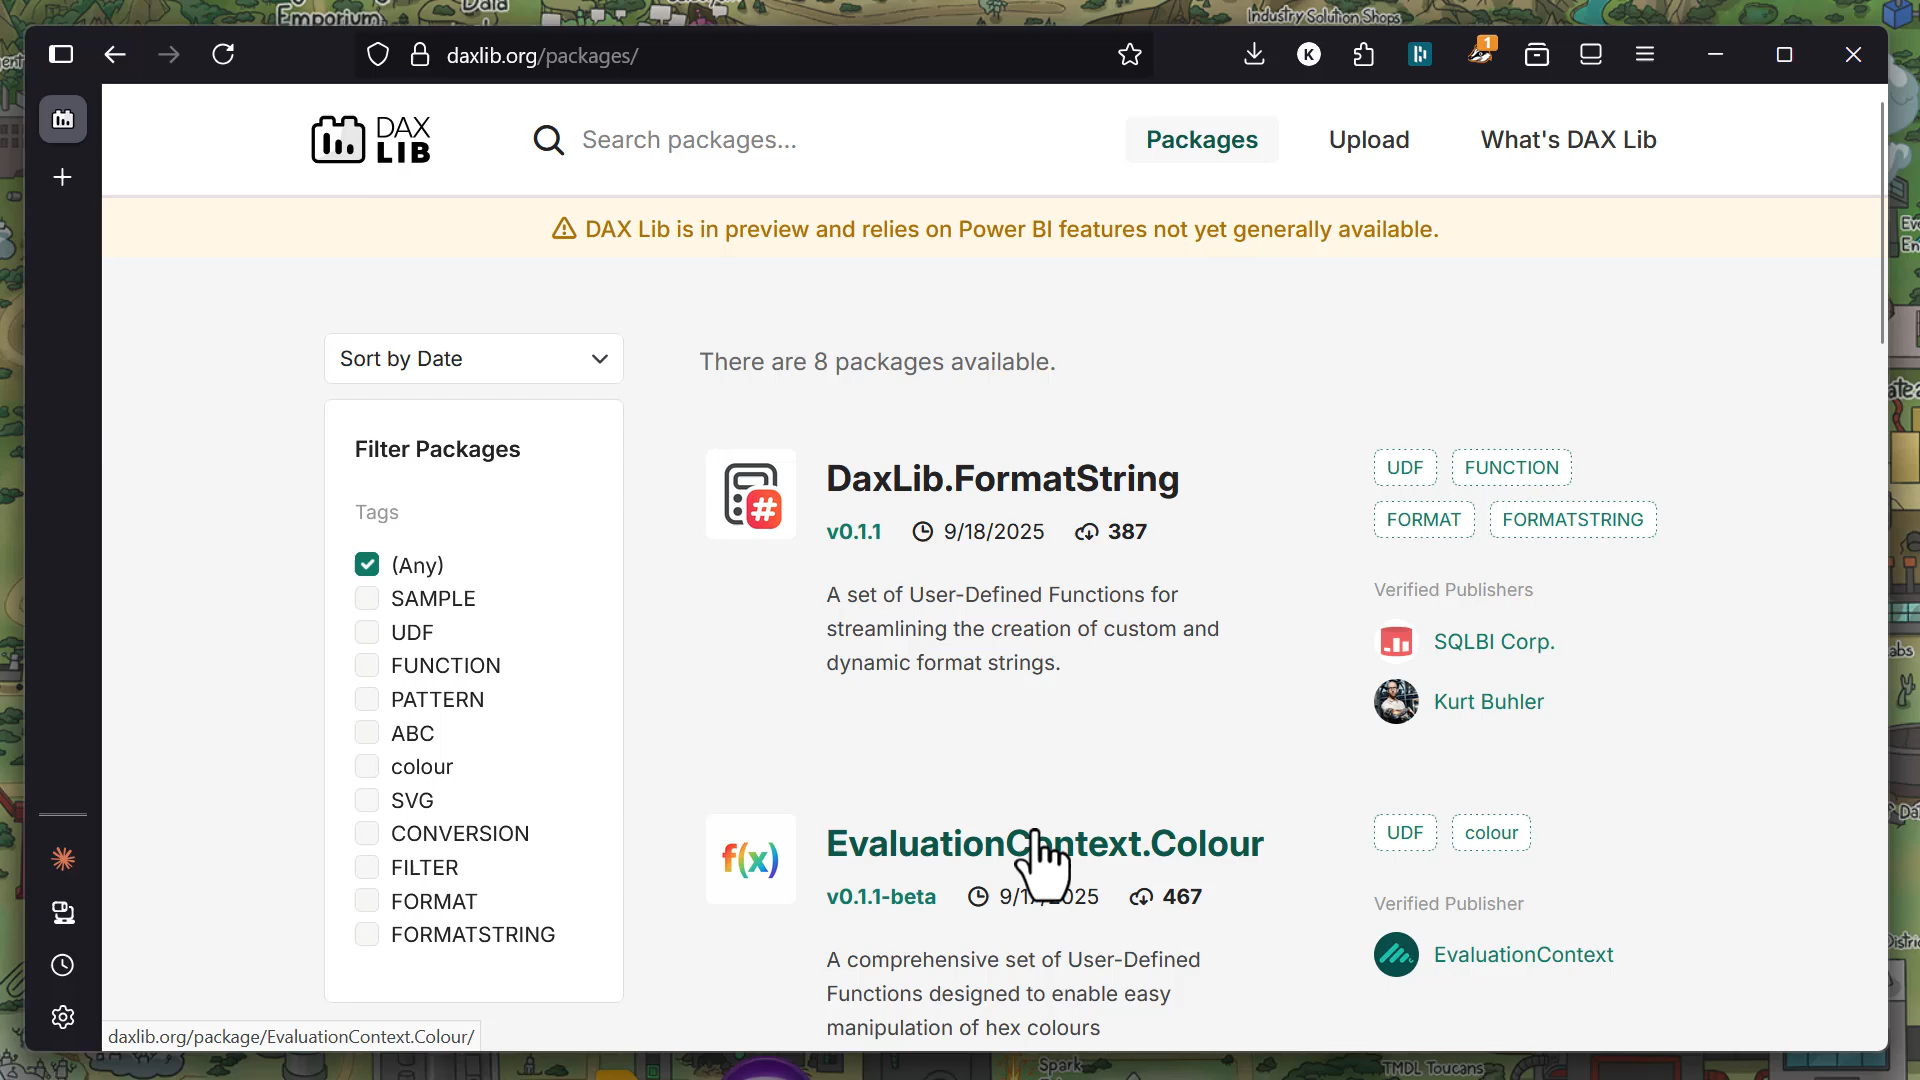 Emporium
Data
Industry Solution Shops
daxlib.org/packages/
K
1
DAX
LIB
Search packages...
Packages
Upload
What's DAX Lib
DAX Lib is in preview and relies on Power BI features not yet generally available.
Sort by Date
There are 8 packages available.
Filter Packages
Tags
(Any)
SAMPLE
UDF
FUNCTION
PATTERN
ABC
colour
SVG
CONVERSION
FILTER
FORMAT
FORMATSTRING
#
DaxLib.FormatString
v0.1.1 9/18/2025 387
A set of User-Defined Functions for
streamlining the creation of custom and
dynamic format strings.
UDF FUNCTION
FORMAT FORMATSTRING
Verified Publishers
SQLBI Corp.
Kurt Buhler
f(x)
EvaluationContext.Colour
v0.1.1-beta 9/17/2025 467
A comprehensive set of User-Defined
Functions designed to enable easy
manipulation of hex colours
UDF colour
Verified Publisher
EvaluationContext
daxlib.org/package/EvaluationContext.Colour/
Spark
TMDL Toucans